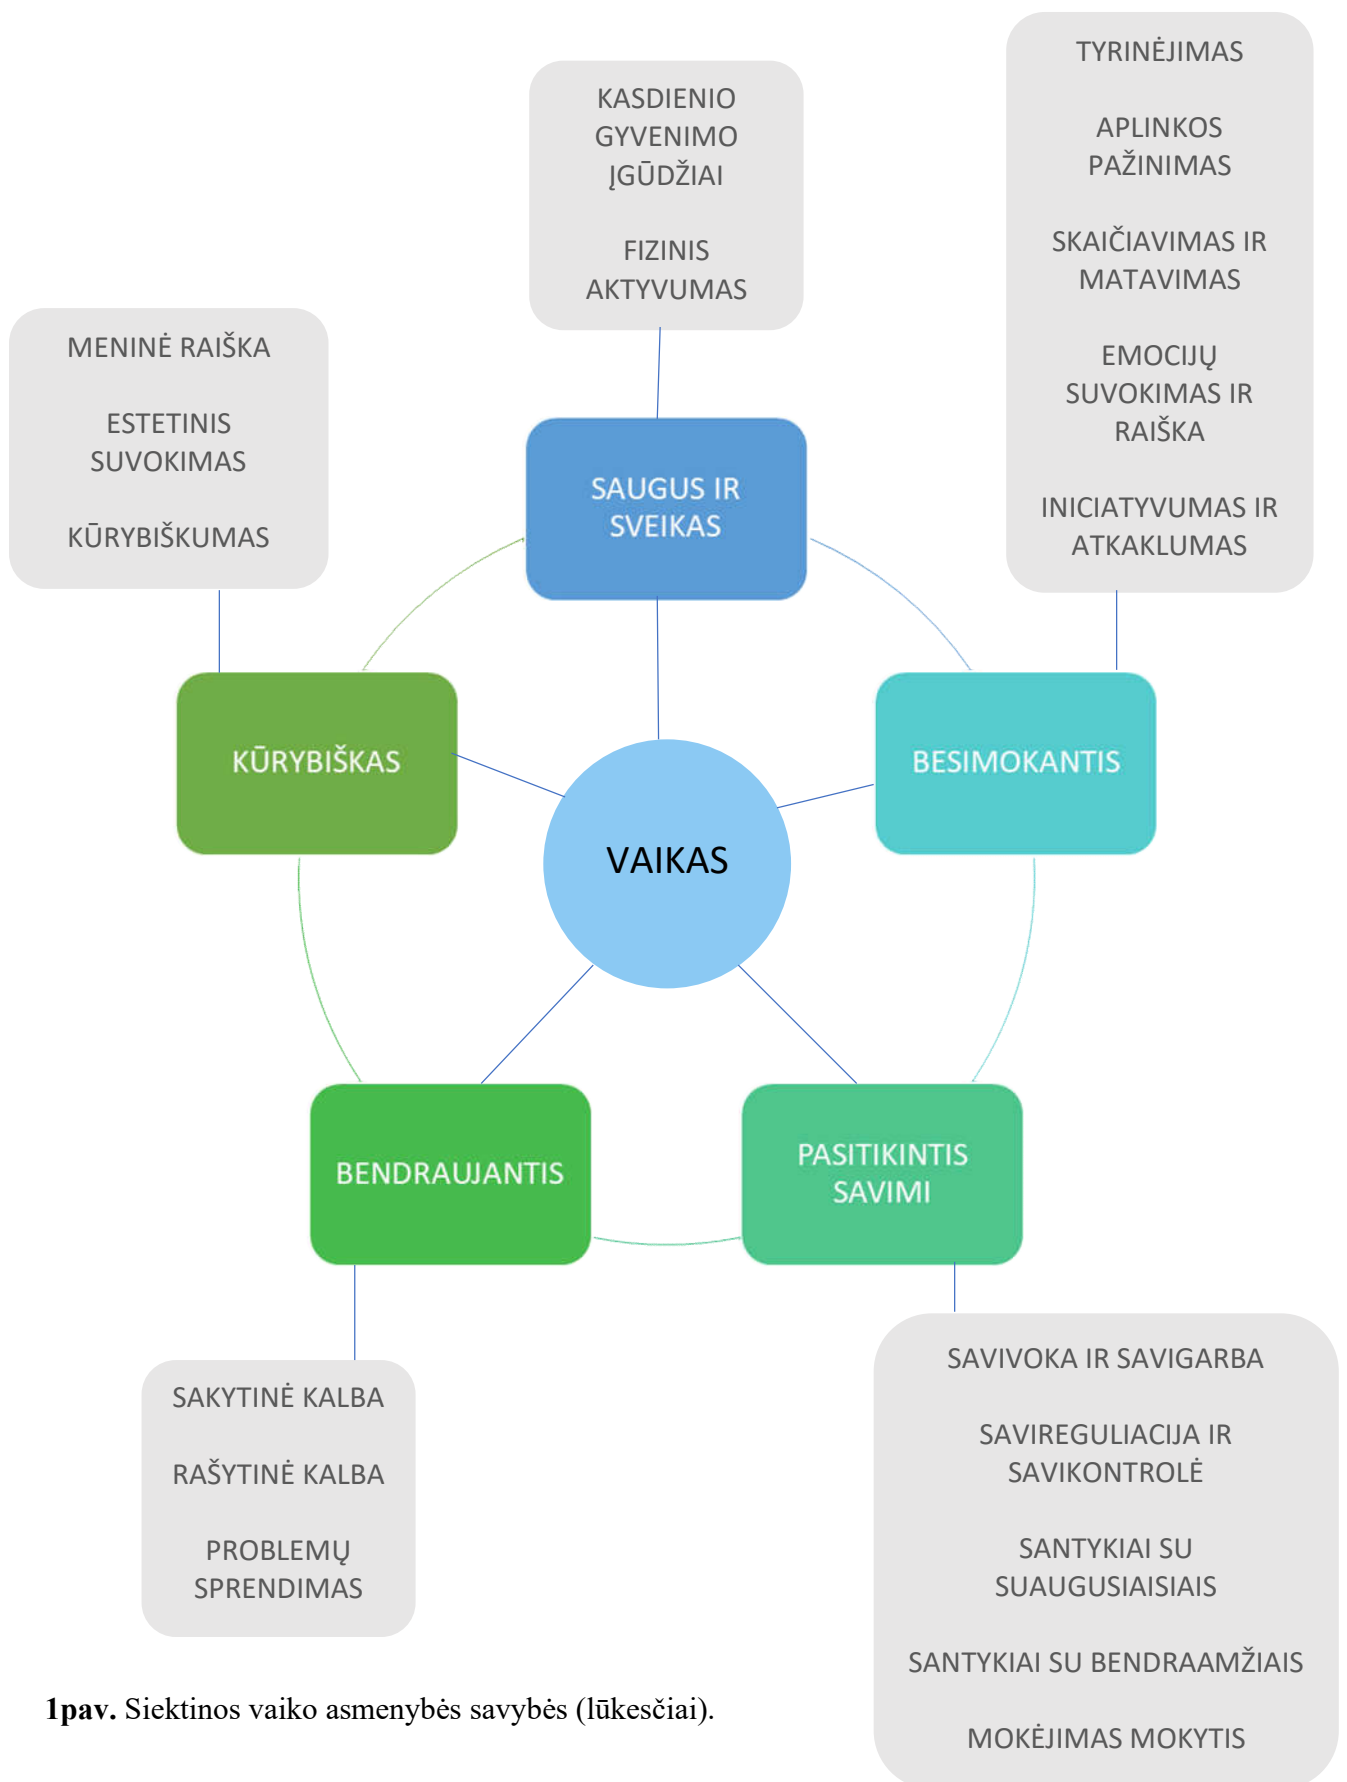 TYRINĖJIMAS
APLINKOS
PAŽINIMAS
SKAIČIAVIMAS IR
MATAVIMAS
EMOCIJŲ
SUVOKIMAS IR
RAIŠKA
INICIATYVUMAS IR
ATKAKLUMAS
KASDIENIO
GYVENIMO
ĮGŪDŽIAI
FIZINIS
AKTYVUMAS
MENINĖ RAIŠKA
ESTETINIS
SUVOKIMAS
KŪRYBIŠKUMAS
SAUGUS IR
SVEIKAS
KŪRYBIŠKAS
BESIMOKANTIS
VAIKAS
BENDRAUJANTIS
PASITIKINTIS
SAVIMI
SAKYTINĖ KALBA
RAŠYTINĖ KALBA
PROBLEMŲ
SPRENDIMAS
SAVIVOKA IR SAVIGARBA
SAVIREGULIACIJA IR
SAVIKONTROLĖ
SANTYKIAI SU
SUAUGUSIAISIAIS
SANTYKIAI SU BENDRAAMŽIAIS
MOKĖJIMAS MOKYTIS
1pav. Siektinos vaiko asmenybės savybės (lūkesčiai).